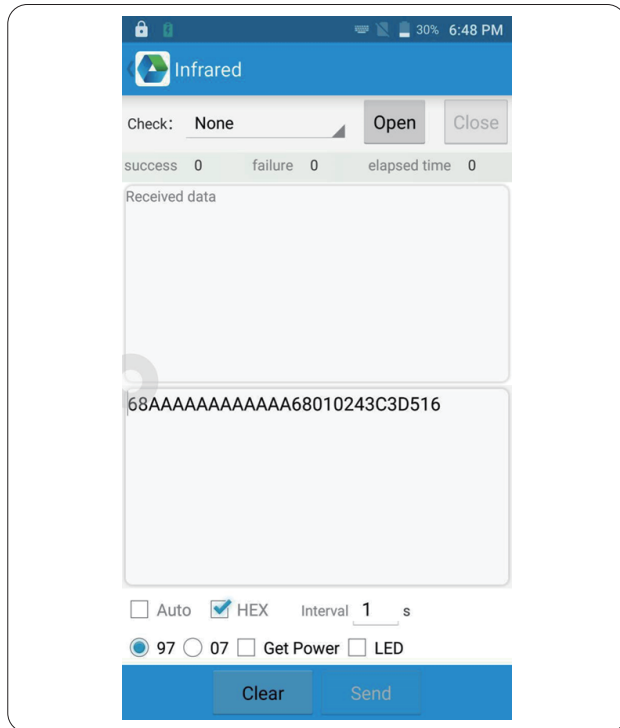 30% 6:48 PM
Infrared
Check: None Open Close
success 0 failure 0 elapsed time 0
Received data
68AAAAAAAAAAAA68010243C3D516
Auto HEX Interval 1 s
97 07 Get Power LED
Clear Send